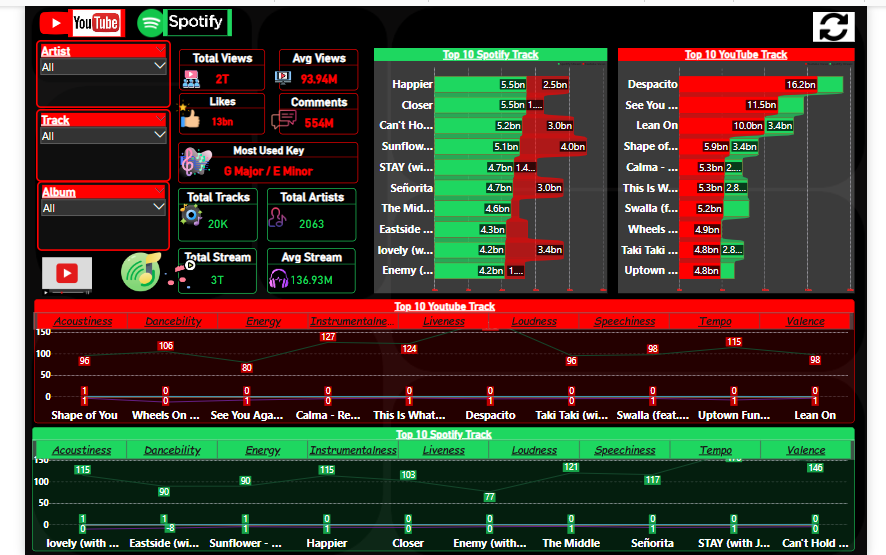 YouTube
Spotify
Artist
All
Track
All
Album
All
Total Views
2T
Avg Views
93.94M
Likes
13bn
Comments
554M
Most Used Key
G Major / E Minor
Total Tracks
20K
Total Artists
2063
Total Stream
3T
Avg Stream
136.93M
Top 10 Spotify Track
Happier 5.5bn 2.5bn
Closer 5.5bn 1....
Can't Ho... 5.2bn 3.0bn
Sunflow... 5.1bn 4.0bn
STAY (wi... 4.7bn 1.4...
Señorita 4.7bn 3.0bn
The Mid... 4.6bn
Eastside ... 4.3bn
lovely (w... 4.2bn 3.4bn
Enemy (... 4.2bn 1....
Top 10 YouTube Track
Despacito 16.2bn
See You ... 11.5bn
Lean On 10.0bn 3.4bn
Shape of... 5.9bn 3.4bn
Calma - ... 5.3bn 2....
This Is W... 5.3bn 2.8...
Swalla (f... 5.2bn
Wheels ... 4.9bn
Taki Taki ... 4.8bn 2.8...
Uptown ... 4.8bn
Top 10 Youtube Track
Acoustiness Dancebility Energy Instrumentalne... Liveness Loudness Speechiness Tempo Valence
150
100
50
0
96 106 80 127 124 96 98 115 98
1 0 0 0 0 0 0 0 0
0 0 1 0 1 1 1 1 1
Shape of You Wheels On ... See You Aga... Calma - Re... This Is What... Despacito Taki Taki (wi... Swalla (feat.... Uptown Fun... Lean On
Top 10 Spotify Track
Acoustiness Dancebility Energy Instrumentalness Liveness Loudness Speechiness Tempo Valence
150
100
50
0
115 90 90 115 103 77 121 117 146
1 1 0 0 0 0 0 0 0 0
0 -8 1 1 1 1 1 1 1 1
lovely (with ... Eastside (wi... Sunflower - ... Happier Closer Enemy (with... The Middle Señorita STAY (with J... Can't Hold ...